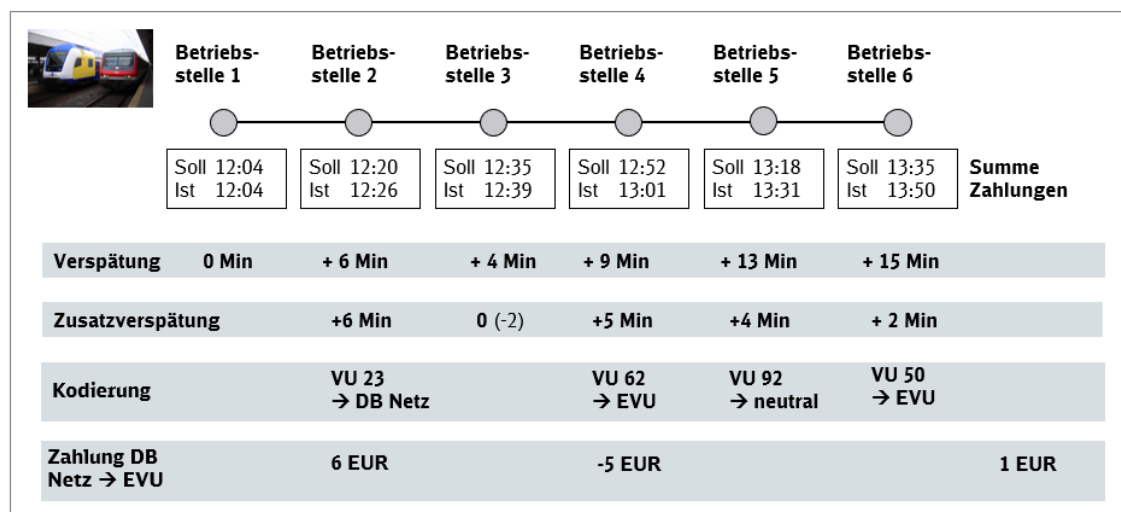 Betriebs-
stelle 1
Betriebs-
stelle 2
Betriebs-
stelle 3
Betriebs-
stelle 4
Betriebs-
stelle 5
Betriebs-
stelle 6
Soll 12:04
Ist 12:04
Soll 12:20
Ist 12:26
Soll 12:35
Ist 12:39
Soll 12:52
Ist 13:01
Soll 13:18
Ist 13:31
Soll 13:35
Ist 13:50
Summe
Zahlungen
Verspätung 0 Min + 6 Min + 4 Min + 9 Min + 13 Min + 15 Min
Zusatzverspätung +6 Min 0 (-2) +5 Min +4 Min + 2 Min
Kodierung
VU 23
→ DB Netz
VU 62
→ EVU
VU 92
→ neutral
VU 50
→ EVU
Zahlung DB
Netz → EVU
6 EUR -5 EUR 1 EUR